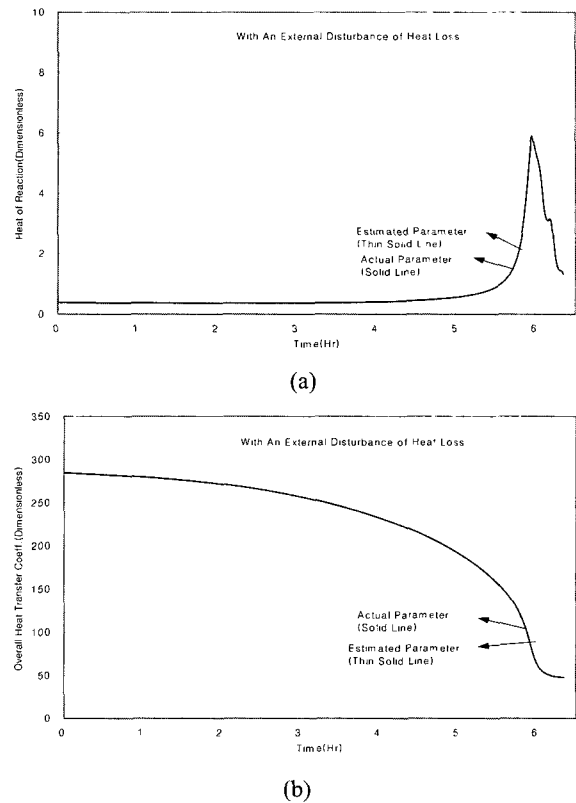 10
8
6
4
2
0
Heat of Reaction(Dimensionless)
With An External Disturbance of Heat Loss
Estimated Parameter
(Thin Solid Line)
Actual Parameter
(Solid Line)
0 1 2 3 4 5 6
Time(Hr)
(a)
350
300
250
200
150
100
50
0
Overall Heat Transfer Coeff.(Dimensionless)
With An External Disturbance of Heat Loss
Actual Parameter
(Solid Line)
Estimated Parameter
(Thin Solid Line)
0 1 2 3 4 5 6
Time(Hr)
(b)